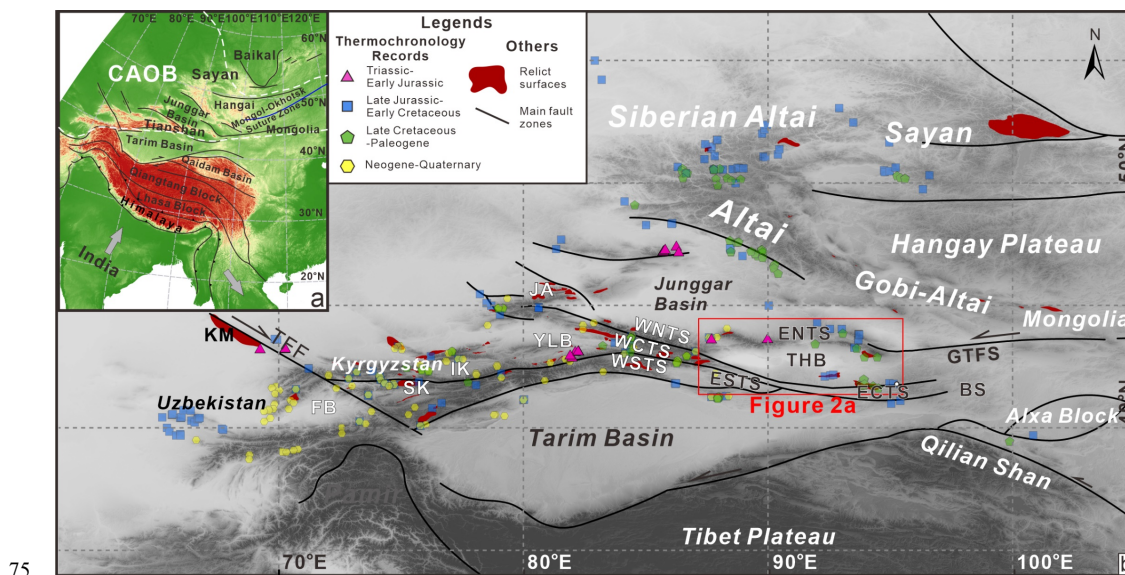 70°E 80°E 90°E 100°E 110°E 120°E
60°N
Baikal
Sayan
CAOB
50°N
Hangai
Mongol-Okhotsk
Suture Zone
Junggar
Basin
Mongolia
Tianshan
40°N
Tarim Basin
Qaidam Basin
Qiangtang Block
Lhasa Block
30°N
Himalaya
India
20°N
a
Legends
Thermochronology
Records
Others
Triassic-
Early Jurassic
Relict
surfaces
Late Jurassic-
Early Cretaceous
Main fault
zones
Late Cretaceous
-Paleogene
Neogene-Quaternary
N
Siberian Altai
Sayan
50°N
Altai
Hangay Plateau
Junggar
Basin
Gobi-Altai
Mongolia
JA
KM
TFF
YLB
WNTS
WCTS
WSTS
ENTS
THB
GTFS
Kyrgyzstan
IK
SK
ESTS
ECTS
BS
Uzbekistan
FB
Figure 2a
Alxa Block
Tarim Basin
Qilian Shan
Pamir
Tibet Plateau
70°E
80°E
90°E
100°E
b
75